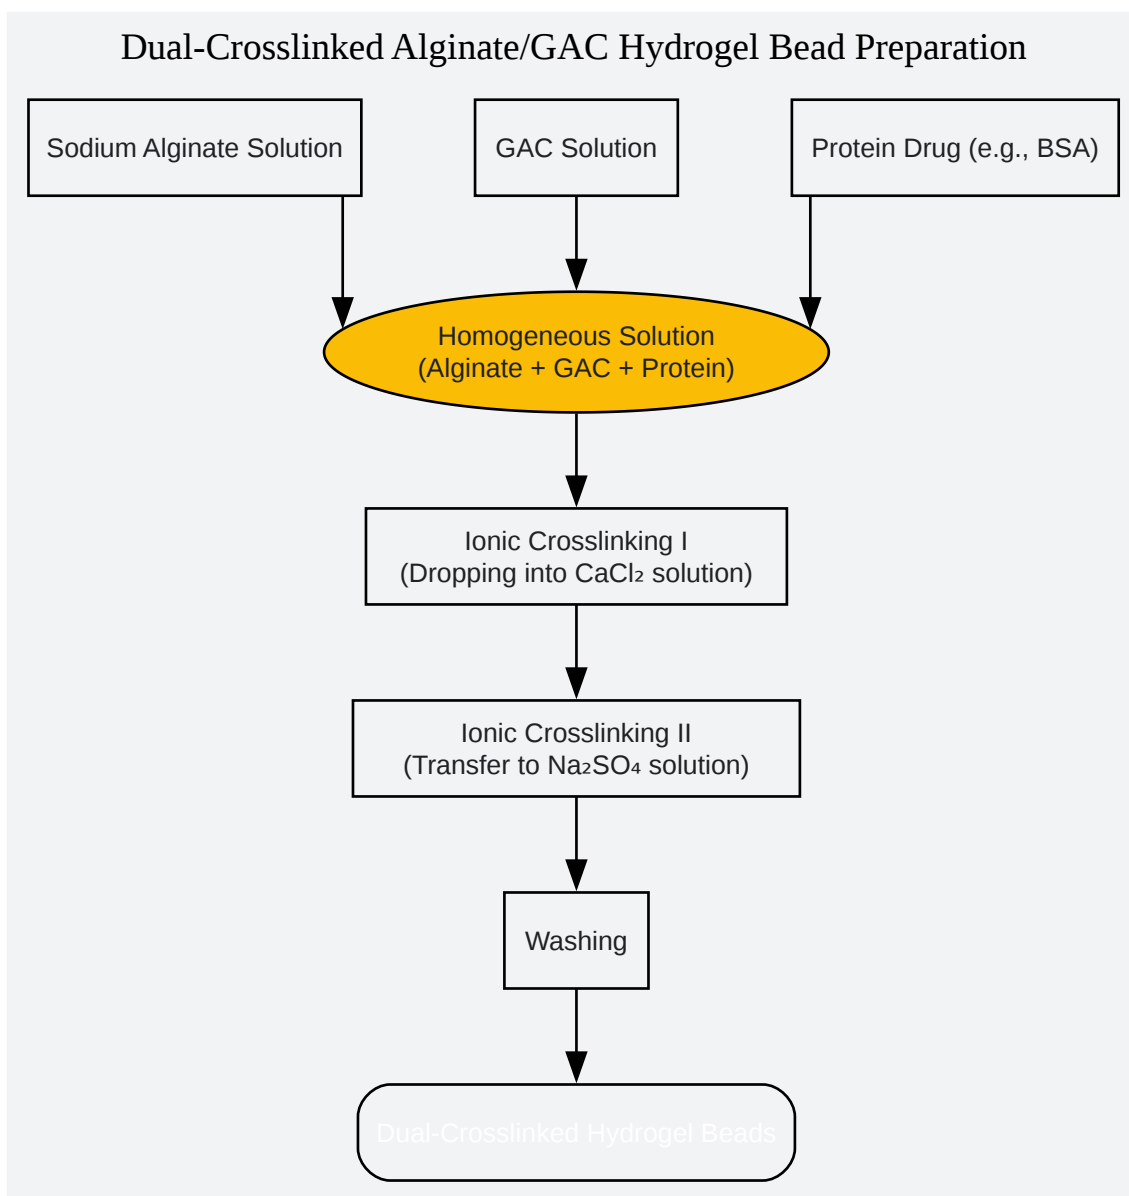 Dual-Crosslinked Alginate/GAC Hydrogel Bead Preparation
Sodium Alginate Solution
GAC Solution
Protein Drug (e.g., BSA)
Homogeneous Solution
(Alginate + GAC + Protein)
Ionic Crosslinking I
(Dropping into CaCl₂ solution)
Ionic Crosslinking II
(Transfer to Na₂SO₄ solution)
Washing
Dual-Crosslinked Hydrogel Beads